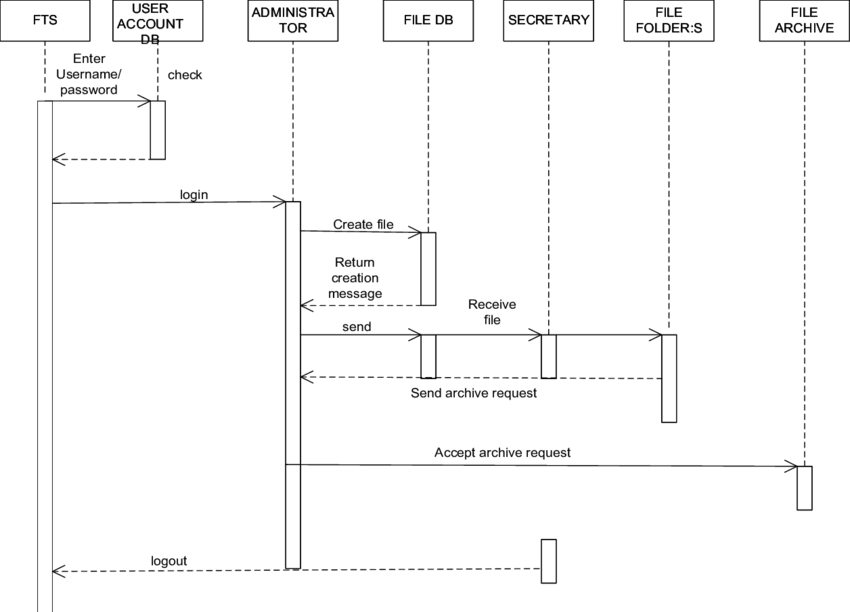 FTS
USER
ACCOUNT
DB
ADMINISTRA
TOR
FILE DB
SECRETARY
FILE
FOLDER:S
FILE
ARCHIVE
Enter
Username/
password
check
login
Create file
Return
creation
message
send
Receive
file
Send archive request
Accept archive request
logout